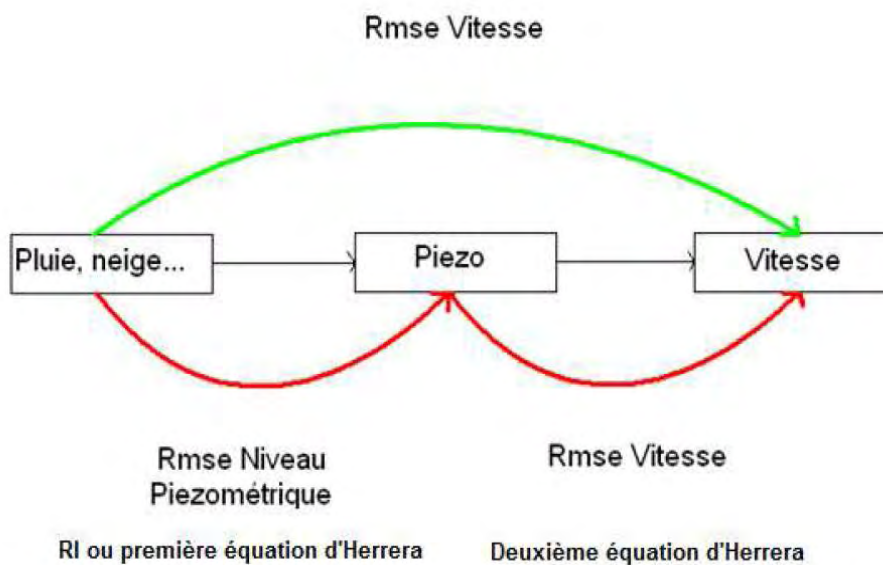 Rmse Vitesse
Pluie, neige...
Piezo
Vitesse
Rmse Niveau
Piezométrique
Rmse Vitesse
RI ou première équation d'Herrera
Deuxième équation d'Herrera